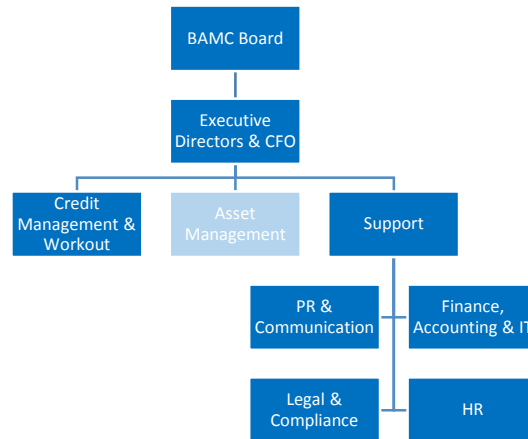 BAMC Board
Executive
Directors & CFO
Credit
Management &
Workout
Asset
Management
Support
PR &
Communication
Finance,
Accounting & IT
Legal &
Compliance
HR